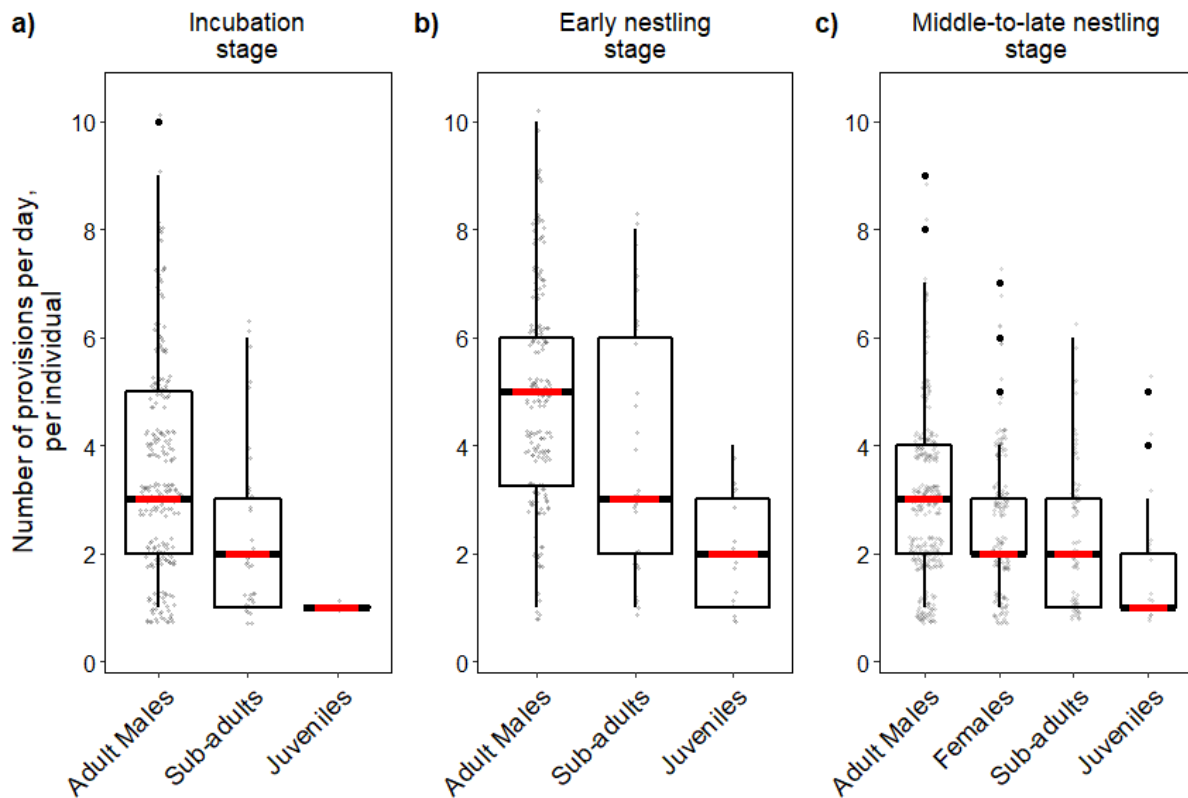 a)
Incubation
stage
b)
Early nestling
stage
c)
Middle-to-late nestling
stage
Number of provisions per day,
per individual
10
8
6
4
2
0
Adult Males
Sub-adults
Juveniles
10
8
6
4
2
0
Adult Males
Sub-adults
Juveniles
10
8
6
4
2
0
Adult Males
Females
Sub-adults
Juveniles